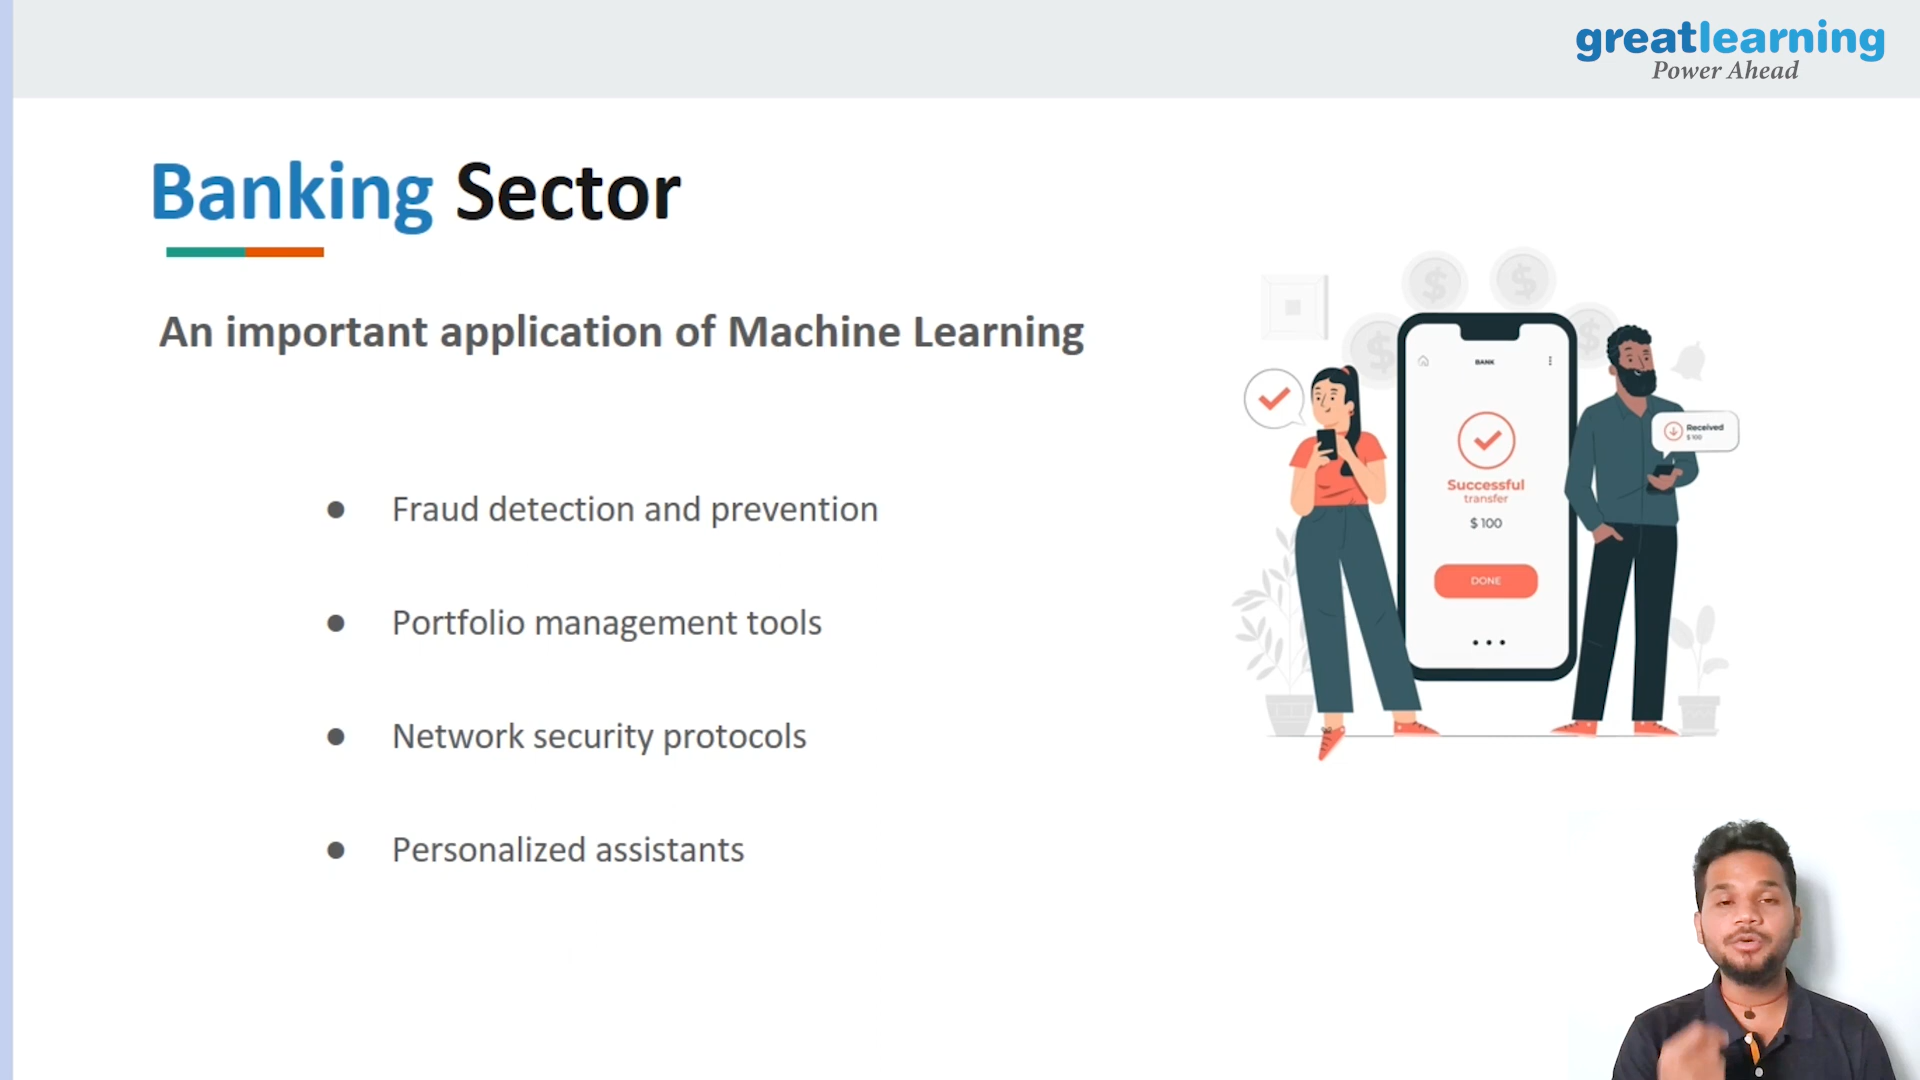 greatlearning
Power Ahead
Banking Sector
An important application of Machine Learning
Fraud detection and prevention
Portfolio management tools
Network security protocols
Personalized assistants
BANK
Successful
transfer
$ 100
DONE
Received
$ 100